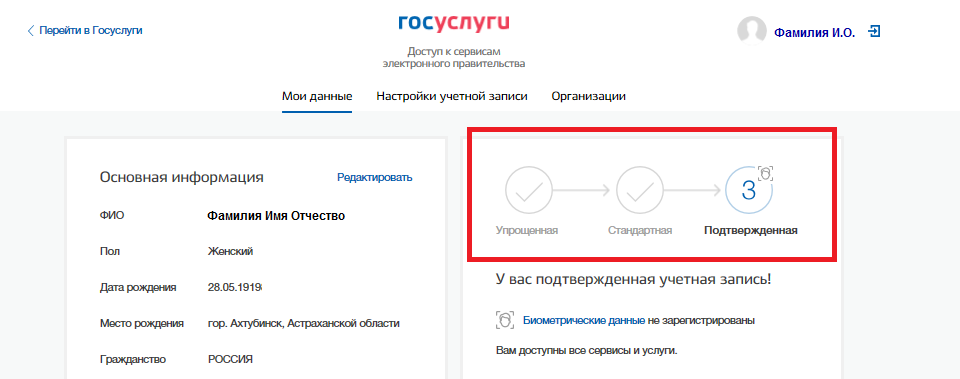 Перейти в Госуслуги
госуслуги
Доступ к сервисам
электронного правительства
Фамилия И.О.
Мои данные Настройки учетной записи Организации
Основная информация Редактировать
ФИО Фамилия Имя Отчество
Пол Женский
Дата рождения 28.05.1919
Место рождения гор. Ахтубинск, Астраханской области
Гражданство РОССИЯ
3
Упрощенная Стандартная Подтвержденная
У вас подтвержденная учетная запись!
Биометрические данные не зарегистрированы
Вам доступны все сервисы и услуги.